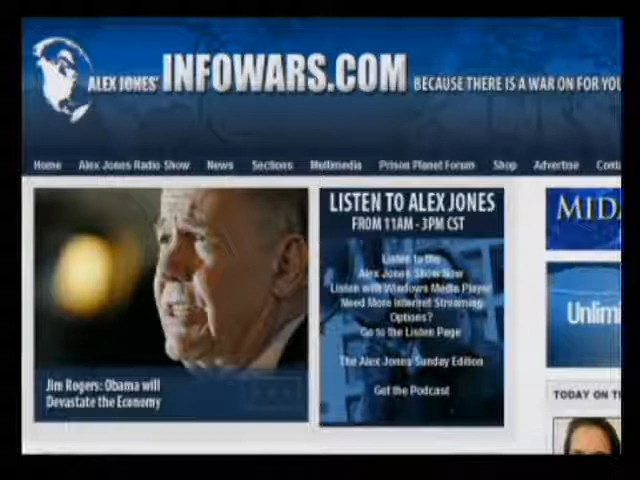 ALEX JONES' INFOWARS.COM BECAUSE THERE IS A WAR ON FOR YOU
Home Alex Jones Radio Show News Sections Multimedia Prison Planet Forum Shop Advertise Cont
LISTEN TO ALEX JONES
FROM 11AM - 3PM CST
Listen to the
Alex Jones Show Now
Listen with Windows Media Player
Need More Internet Streaming
Options?
Go to the Listen Page
The Alex Jones Sunday Edition
Get the Podcast
Jim Rogers: Obama will
Devastate the Economy
MIDA
Unlimi
TODAY ON T